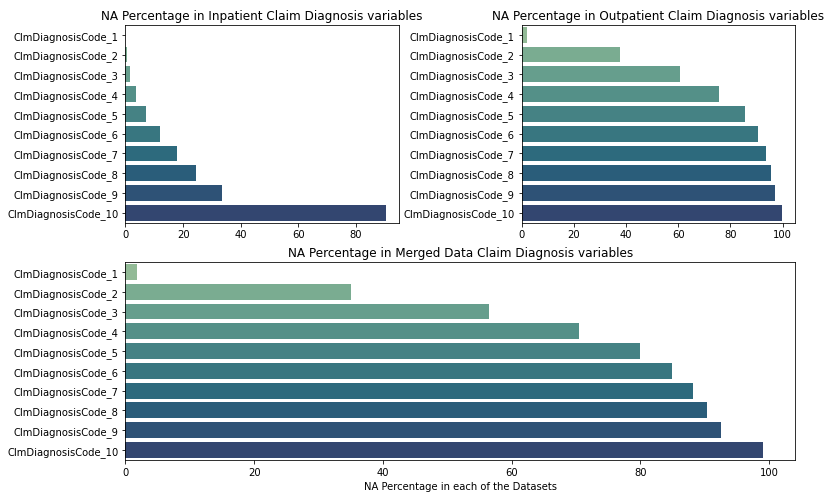 NA Percentage in Inpatient Claim Diagnosis variables
ClmDiagnosisCode_1
ClmDiagnosisCode_2
ClmDiagnosisCode_3
ClmDiagnosisCode_4
ClmDiagnosisCode_5
ClmDiagnosisCode_6
ClmDiagnosisCode_7
ClmDiagnosisCode_8
ClmDiagnosisCode_9
ClmDiagnosisCode_10
0 20 40 60 80
NA Percentage in Outpatient Claim Diagnosis variables
ClmDiagnosisCode_1
ClmDiagnosisCode_2
ClmDiagnosisCode_3
ClmDiagnosisCode_4
ClmDiagnosisCode_5
ClmDiagnosisCode_6
ClmDiagnosisCode_7
ClmDiagnosisCode_8
ClmDiagnosisCode_9
ClmDiagnosisCode_10
0 20 40 60 80 100
NA Percentage in Merged Data Claim Diagnosis variables
ClmDiagnosisCode_1
ClmDiagnosisCode_2
ClmDiagnosisCode_3
ClmDiagnosisCode_4
ClmDiagnosisCode_5
ClmDiagnosisCode_6
ClmDiagnosisCode_7
ClmDiagnosisCode_8
ClmDiagnosisCode_9
ClmDiagnosisCode_10
0 20 40 60 80 100
NA Percentage in each of the Datasets